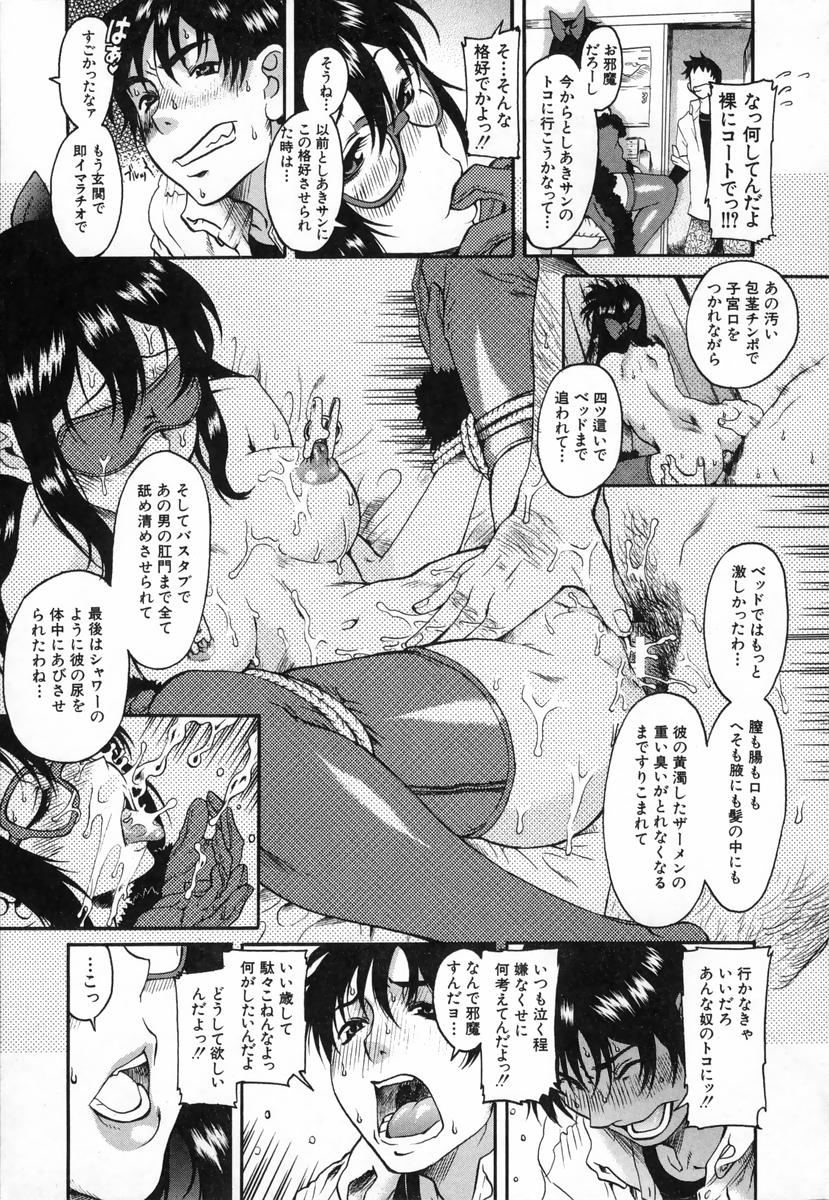 なっ何してんだよ
裸にコートでっ!!!?
お邪魔
だろーし
今からとしあきサンの
トコに行こうかなって…
そ…そんな
格好でかよっ!!
そうね…
以前としあきサンに
この格好させられ
た時は…
はぁ♡
すごかったなァ
もう玄関で
即イマラチオで
あの汚い
包茎チンポで
子宮口を
つかれながら
四ツ這いで
ベッドまで
追われて…
ベッドではもっと
激しかったわ…
膣も腸も口も
へそも腋にも髪の中にも
彼の黄濁したザーメンの
重い臭いがとれなくなる
まですりこまれて
そしてバスタブで
あの男の肛門まで全て
舐め清めさせられて
最後はシャワーの
ように彼の尿を
体中にあびさせ
られたわね…
行かなきゃ
いいだろ
あんな奴のトコにッ!!
いつも泣く程
嫌なくせに
何考えてんだよっ!!
なんで邪魔
すんだヨ…
いい歳して
駄々こねんなよっ
何がしたいんだよ
どうして欲しい
んだよっ!!
…こっ